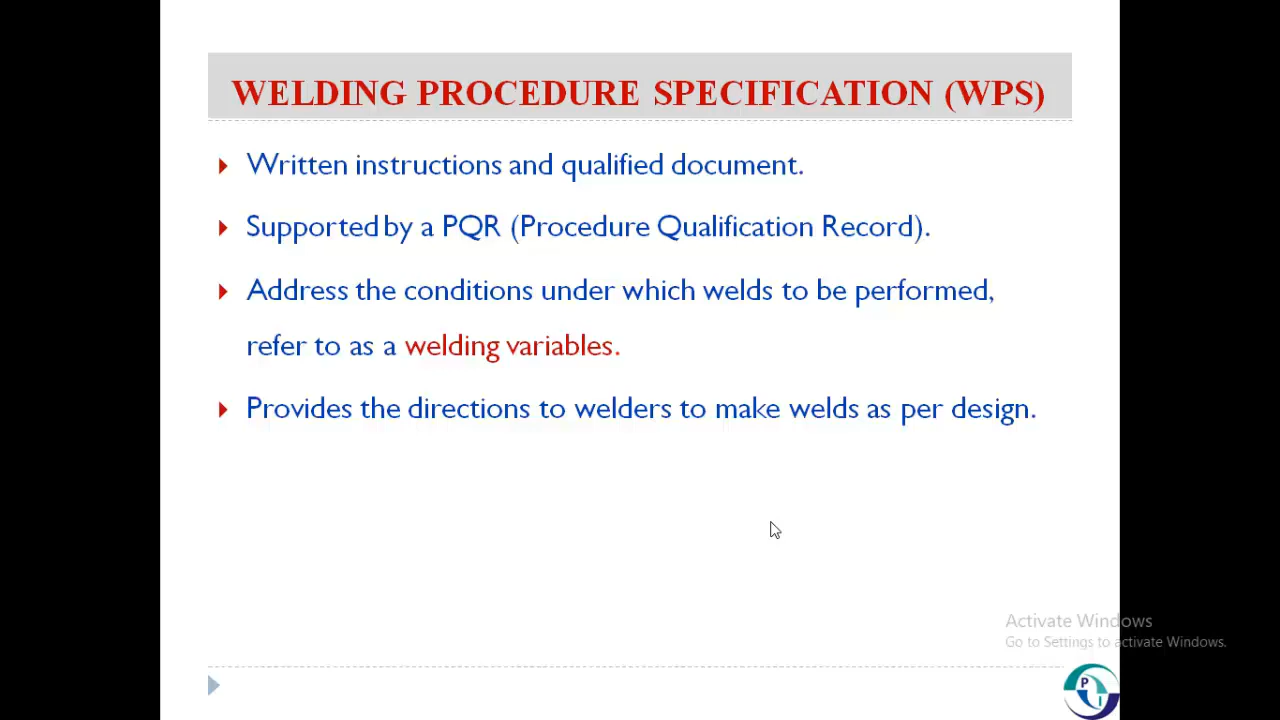 WELDING PROCEDURE SPECIFICATION (WPS)
Written instructions and qualified document.
Supported by a PQR (Procedure Qualification Record).
Address the conditions under which welds to be performed,
refer to as a welding variables.
Provides the directions to welders to make welds as per design.
Activate Windows
Go to Settings to activate Windows.
P
I